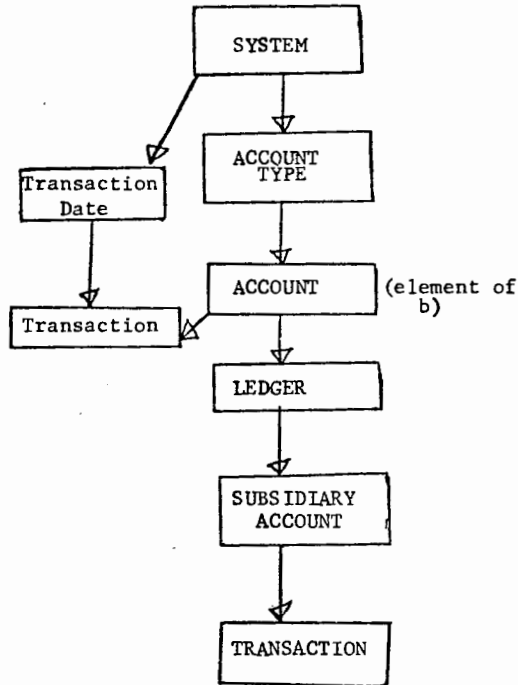 SYSTEM
ACCOUNT
TYPE
Transaction
Date
ACCOUNT
(element of
b)
Transaction
LEDGER
SUBSIDIARY
ACCOUNT
TRANSACTION